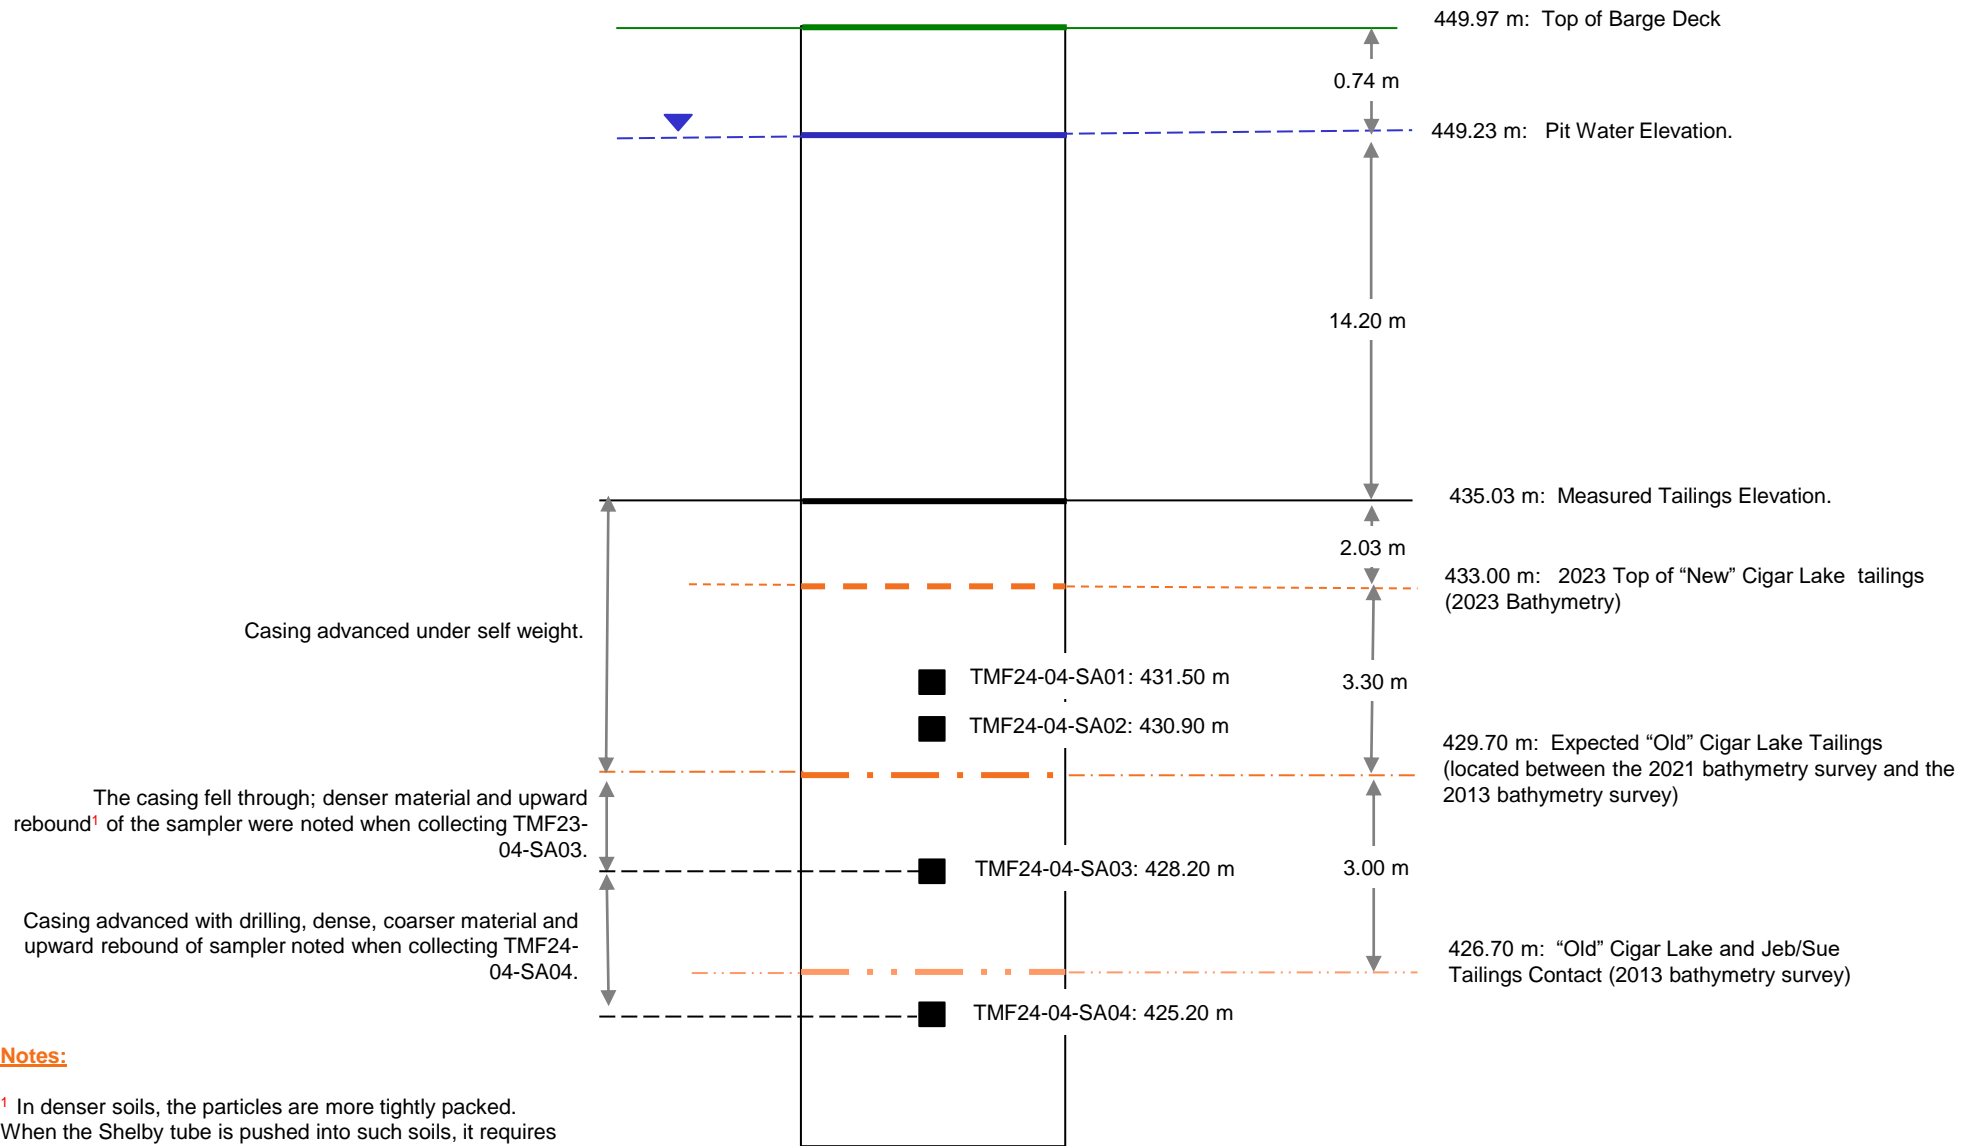 449.97 m: Top of Barge Deck
0.74 m
449.23 m: Pit Water Elevation.
14.20 m
435.03 m: Measured Tailings Elevation.
2.03 m
433.00 m: 2023 Top of “New” Cigar Lake tailings
(2023 Bathymetry)
Casing advanced under self weight.
TMF24-04-SA01: 431.50 m
3.30 m
TMF24-04-SA02: 430.90 m
429.70 m: Expected “Old” Cigar Lake Tailings
(located between the 2021 bathymetry survey and the
2013 bathymetry survey)
The casing fell through; denser material and upward
rebound1 of the sampler were noted when collecting TMF23-
04-SA03.
TMF24-04-SA03: 428.20 m
3.00 m
Casing advanced with drilling, dense, coarser material and
upward rebound of sampler noted when collecting TMF24-
04-SA04.
426.70 m: “Old” Cigar Lake and Jeb/Sue
Tailings Contact (2013 bathymetry survey)
TMF24-04-SA04: 425.20 m
Notes:
1 In denser soils, the particles are more tightly packed.
When the Shelby tube is pushed into such soils, it requires